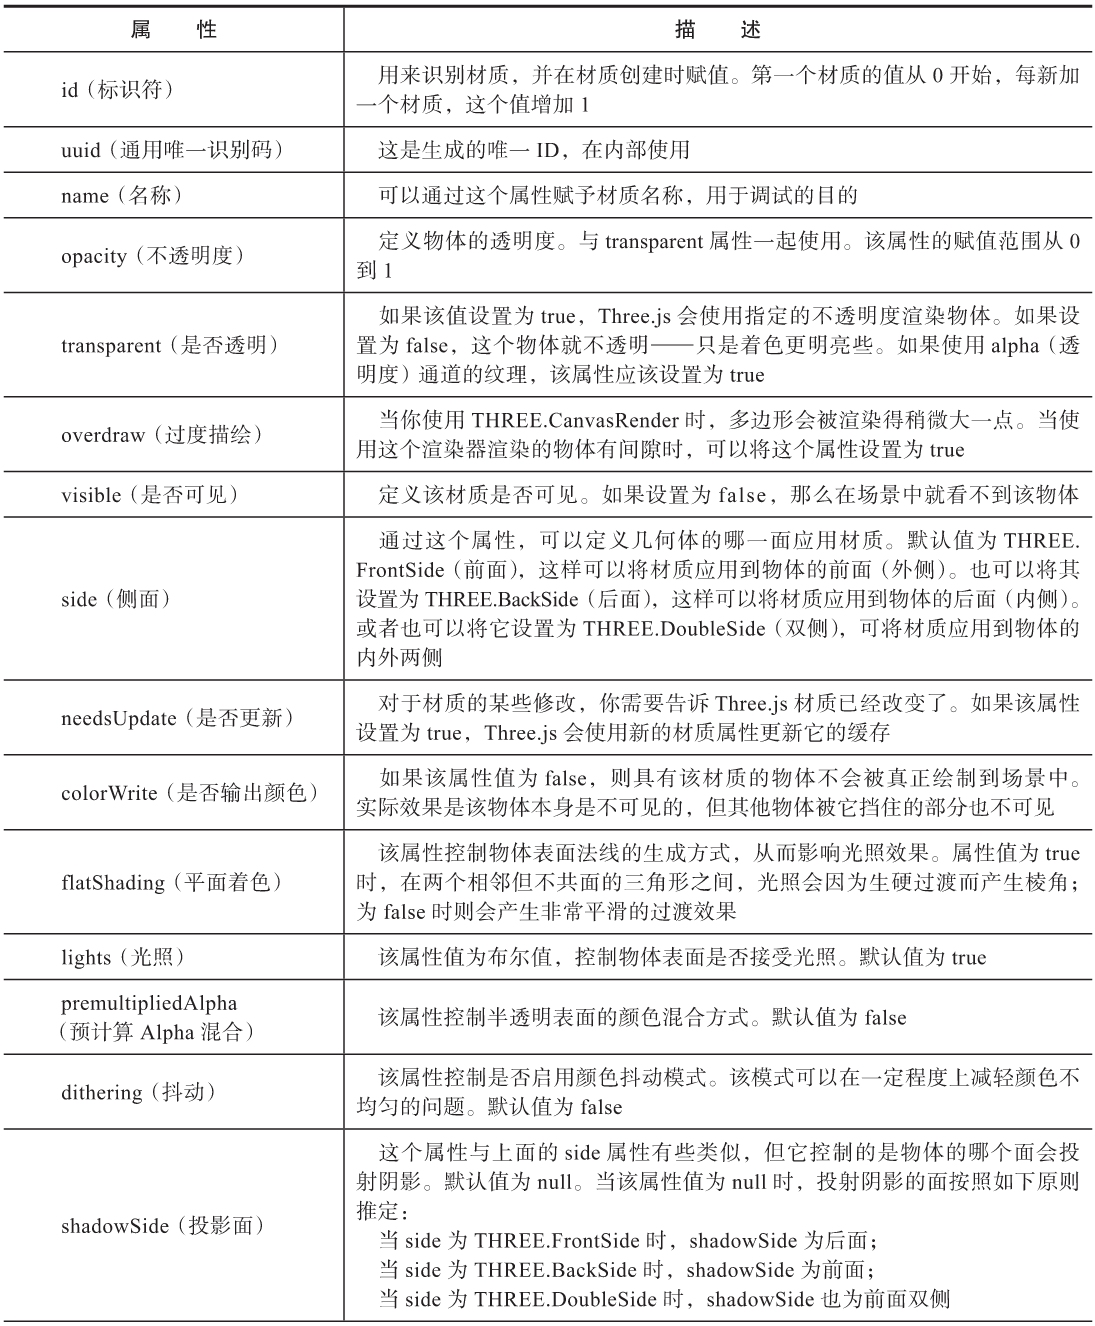 属 性 描 述
id（标识符） 用来识别材质，并在材质创建时赋值。第一个材质的值从 0 开始，每新加
一个材质，这个值增加 1
uuid（通用唯一识别码） 这是生成的唯一 ID，在内部使用
name（名称） 可以通过这个属性赋予材质名称，用于调试的目的
opacity（不透明度） 定义物体的透明度。与 transparent 属性一起使用。该属性的赋值范围从 0
到 1
transparent（是否透明） 如果该值设置为 true，Three.js 会使用指定的不透明度渲染物体。如果设
置为 false，这个物体就不透明——只是着色更明亮些。如果使用 alpha（透
明度）通道的纹理，该属性应该设置为 true
overdraw（过度描绘） 当你使用 THREE.CanvasRender 时，多边形会被渲染得稍微大一点。当使
用这个渲染器渲染的物体有间隙时，可以将这个属性设置为 true
visible（是否可见） 定义该材质是否可见。如果设置为 false，那么在场景中就看不到该物体
side（侧面） 通过这个属性，可以定义几何体的哪一面应用材质。默认值为 THREE.
FrontSide（前面），这样可以将材质应用到物体的前面（外侧）。也可以将其
设置为 THREE.BackSide（后面），这样可以将材质应用到物体的后面（内侧）。
或者也可以将它设置为 THREE.DoubleSide（双侧），可将材质应用到物体的
内外两侧
needsUpdate（是否更新） 对于材质的某些修改，你需要告诉 Three.js 材质已经改变了。如果该属性
设置为 true，Three.js 会使用新的材质属性更新它的缓存
colorWrite（是否输出颜色） 如果该属性值为 false，则具有该材质的物体不会被真正绘制到场景中。
实际效果是该物体本身是不可见的，但其他物体被它挡住的部分也不可见
flatShading（平面着色） 该属性控制物体表面法线的生成方式，从而影响光照效果。属性值为 true
时，在两个相邻但不共面的三角形之间，光照会因为生硬过渡而产生棱角；
为 false 时则会产生非常平滑的过渡效果
lights（光照） 该属性值为布尔值，控制物体表面是否接受光照。默认值为 true
premultipliedAlpha
（预计算 Alpha 混合） 该属性控制半透明表面的颜色混合方式。默认值为 false
dithering（抖动） 该属性控制是否启用颜色抖动模式。该模式可以在一定程度上减轻颜色不
均匀的问题。默认值为 false
shadowSide（投影面） 这个属性与上面的 side 属性有些类似，但它控制的是物体的哪个面会投
射阴影。默认值为 null。当该属性值为 null 时，投射阴影的面按照如下原则
推定：
当 side 为 THREE.FrontSide 时，shadowSide 为后面；
当 side 为 THREE.BackSide 时，shadowSide 为前面；
当 side 为 THREE.DoubleSide 时，shadowSide 也为前面双侧